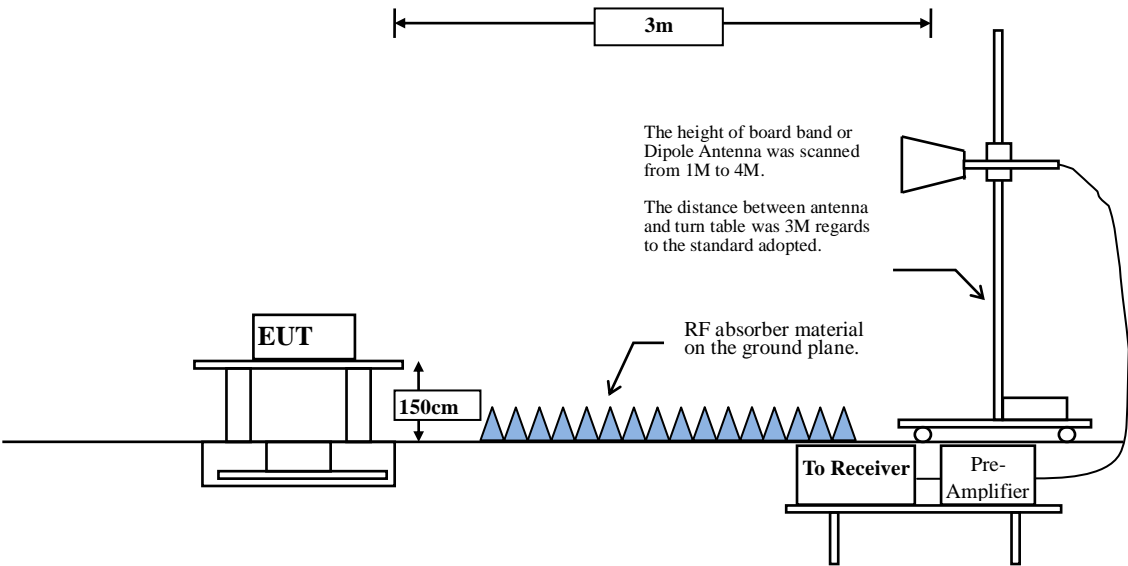 3m
The height of board band or
Dipole Antenna was scanned
from 1M to 4M.
The distance between antenna
and turn table was 3M regards
to the standard adopted.
EUT
RF absorber material
on the ground plane.
150cm
To Receiver
Pre-
Amplifier